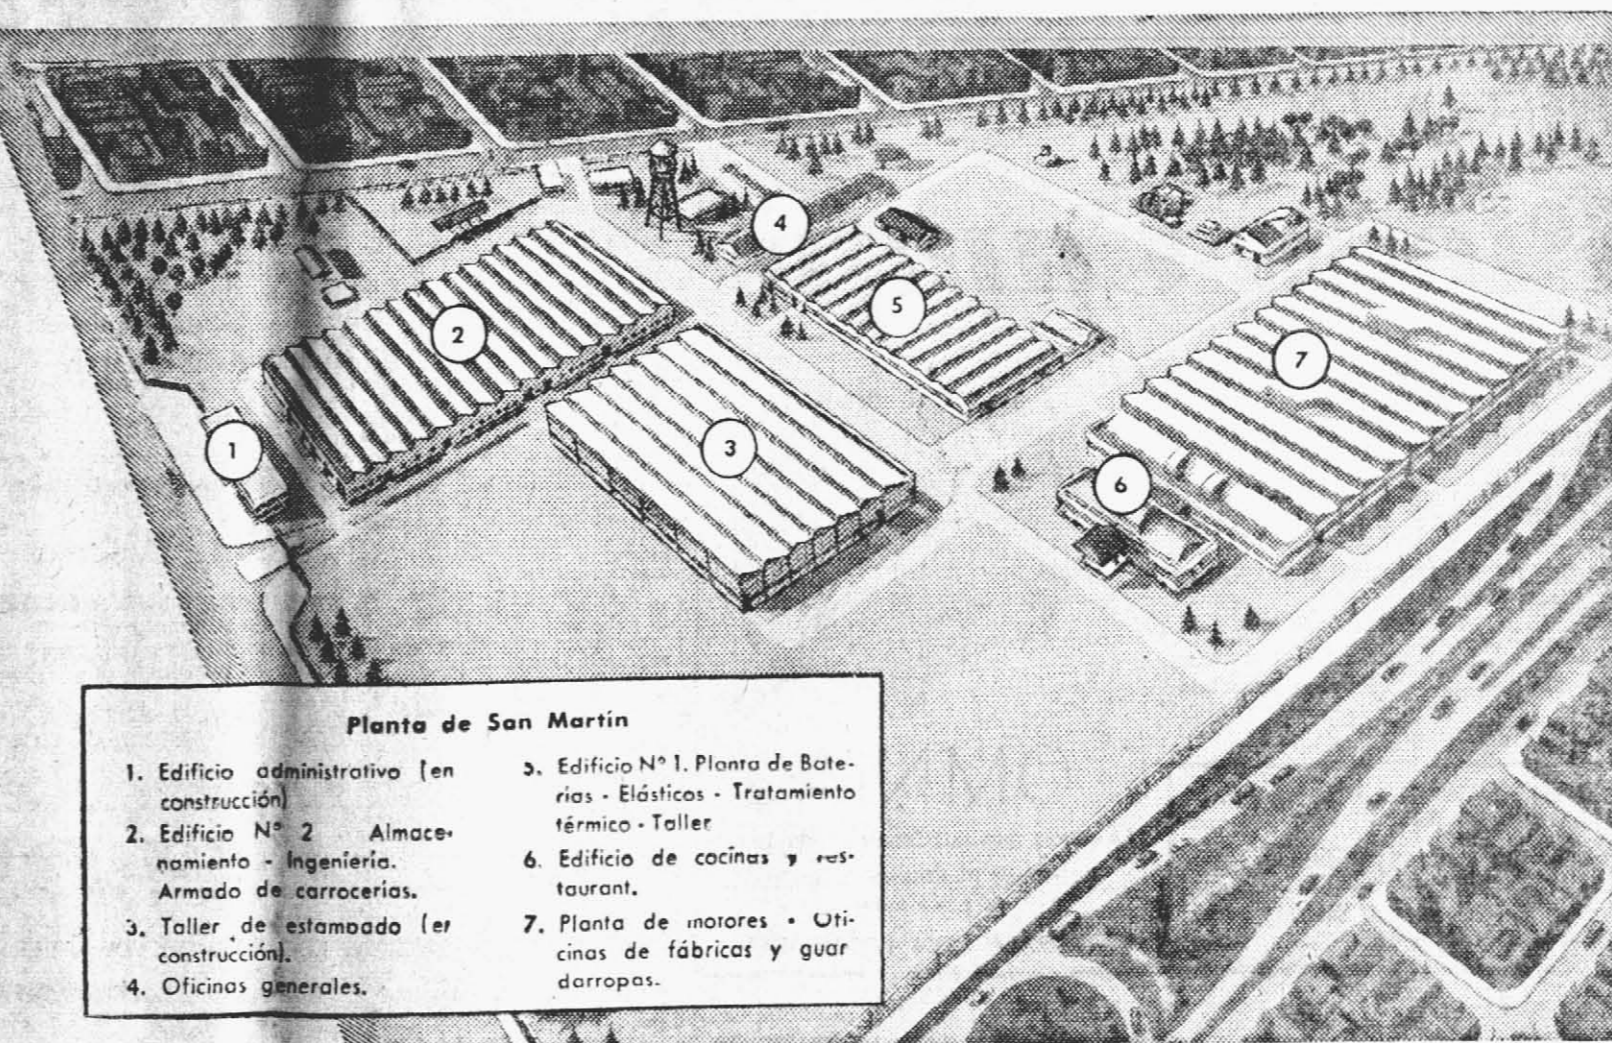 4
5
2
7
3
1
6
Planta de San Martín
1. Edificio administrativo (en
construcción)
2. Edificio Nº 2 Almace-
namiento - Ingeniería.
Armado de carrocerías.
3. Taller de estampado (en
construcción).
4. Oficinas generales.
5. Edificio Nº 1. Planta de Bate-
rías - Elásticos - Tratamiento
térmico - Taller
6. Edificio de cocinas y res-
taurant.
7. Planta de motores - Ofi-
cinas de fábricas y guar
darropas.